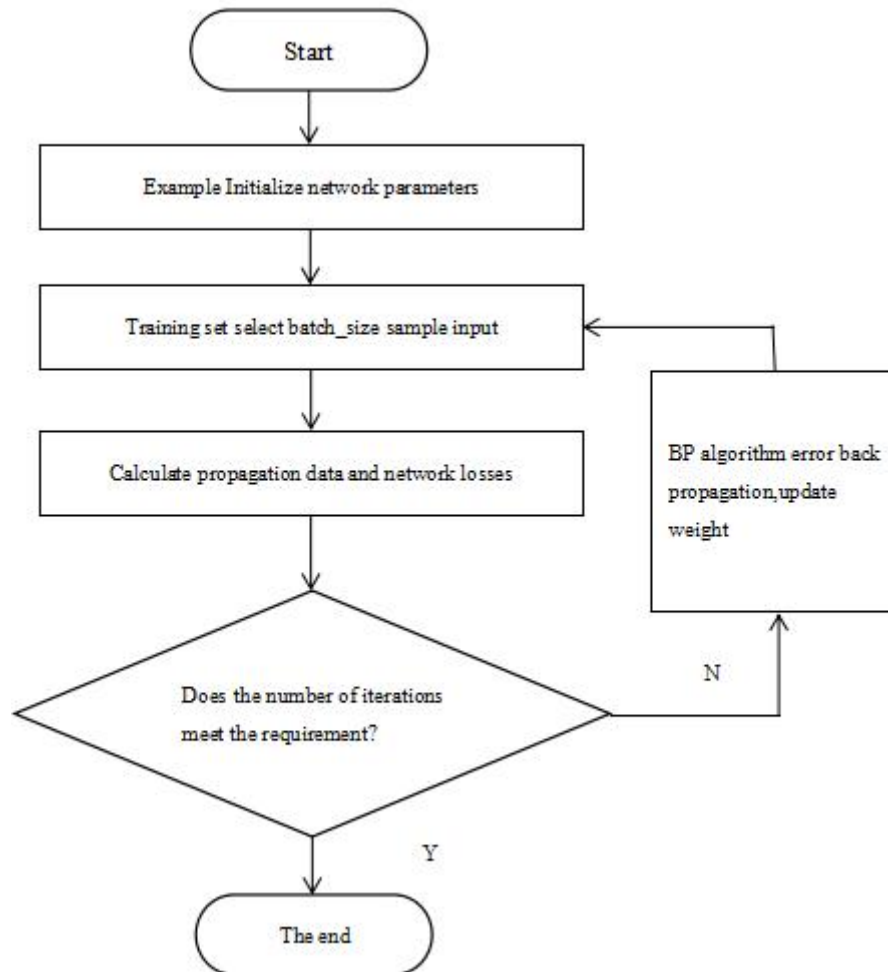 Start
Example Initialize network parameters
Training set select batch_size sample input
Calculate propagation data and network losses
BP algorithm error back
propagation,update
weight
Does the number of iterations
meet the requirement?
N
Y
The end